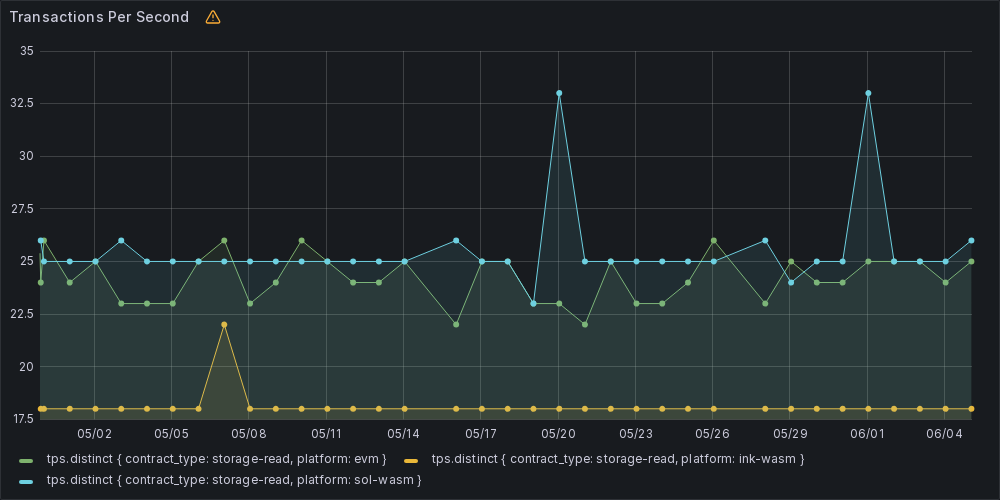 Transactions Per Second
35
32.5
30
27.5
25
22.5
20
17.5
05/02 05/05 05/08 05/11 05/14 05/17 05/20 05/23 05/26 05/29 06/01 06/04
tps.distinct { contract_type: storage-read, platform: evm } tps.distinct { contract_type: storage-read, platform: ink-wasm }
tps.distinct { contract_type: storage-read, platform: sol-wasm }